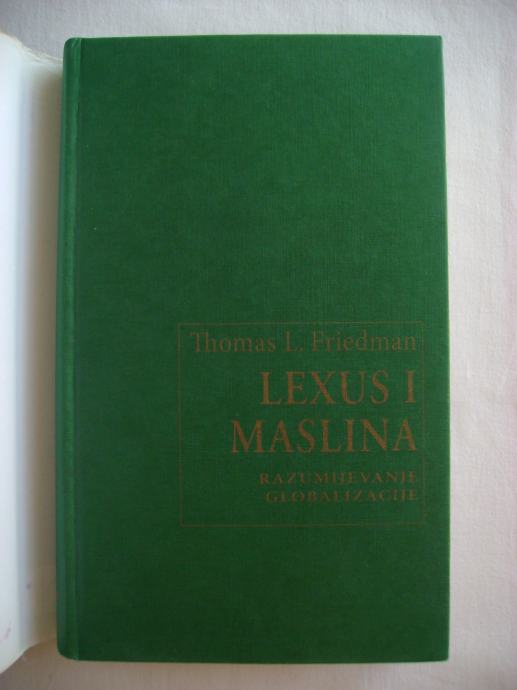 Thomas L. Friedman
LEXUS I
MASLINA
RAZUMIJEVANJE
GLOBALIZACIJE